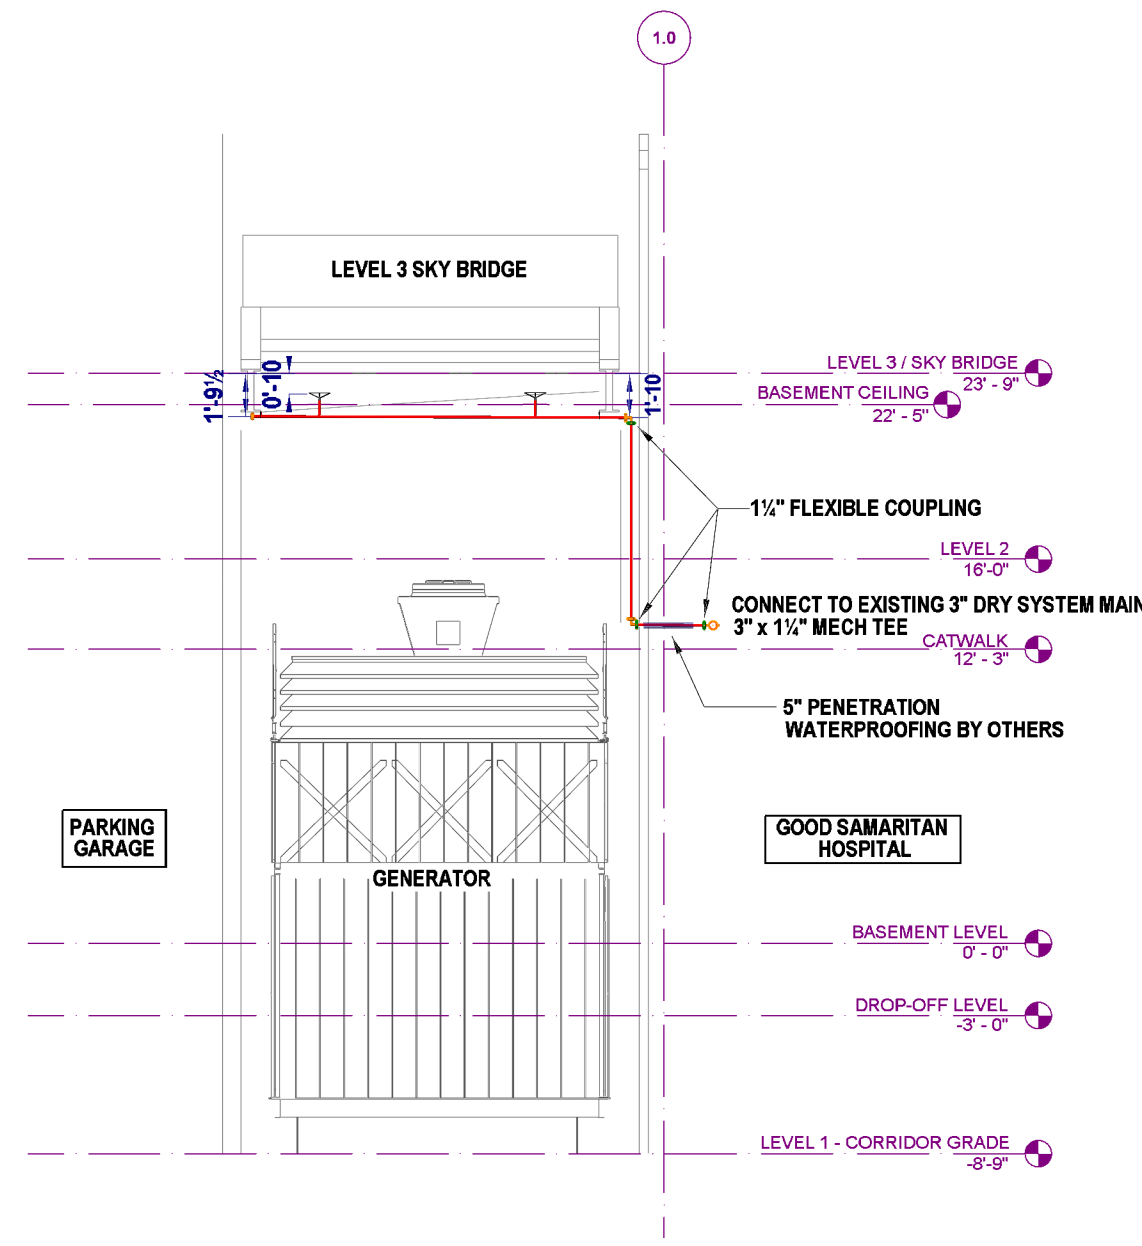 1.0
LEVEL 3 SKY BRIDGE
1'-9½
0'-10
1'-10
LEVEL 3 / SKY BRIDGE
23' - 9"
BASEMENT CEILING
22' - 5"
1¼" FLEXIBLE COUPLING
LEVEL 2
16'-0"
CONNECT TO EXISTING 3" DRY SYSTEM MAIN
3" x 1¼" MECH TEE
CATWALK
12' - 3"
5" PENETRATION
WATERPROOFING BY OTHERS
PARKING
GARAGE
GOOD SAMARITAN
HOSPITAL
GENERATOR
BASEMENT LEVEL
0' - 0"
DROP-OFF LEVEL
-3' - 0"
LEVEL 1 - CORRIDOR GRADE
-8'-9"